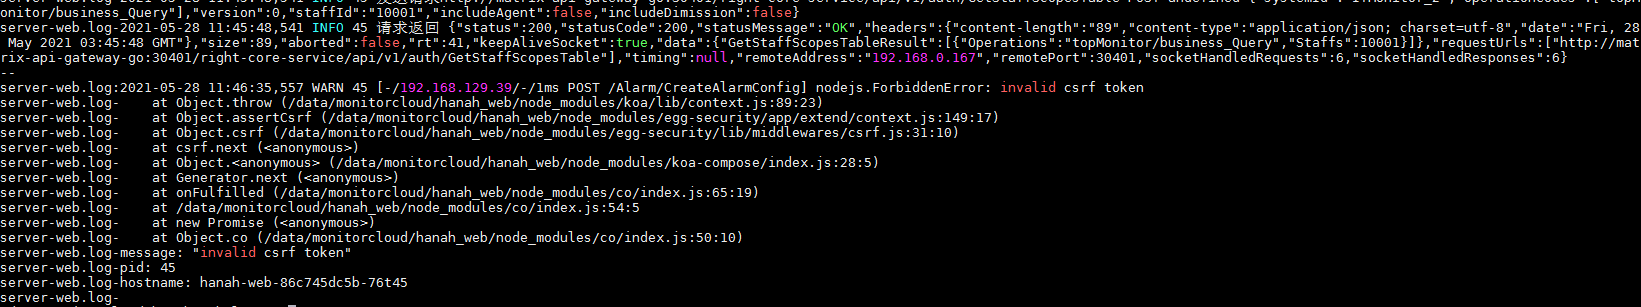 onitor/business_Query"],"version":0,"staffId":"10001","includeAgent":false,"includeDimission":false}
server-web.log:2021-05-28 11:45:48,541 INFO 45 请求返回 {"status":200,"statusCode":200,"statusMessage":"OK","headers":{"content-length":"89","content-type":"application/json; charset=utf-8","date":"Fri, 28
May 2021 03:45:48 GMT"},"size":89,"aborted":false,"rt":41,"keepAliveSocket":true,"data":{"GetStaffScopesTableResult":[{"Operations":"topMonitor/business_Query","Staffs":10001}]},"requestUrls":["http://mat
rix-api-gateway-go:30401/right-core-service/api/v1/auth/GetStaffScopesTable"],"timing":null,"remoteAddress":"192.168.0.167","remotePort":30401,"socketHandledRequests":6,"socketHandledResponses":6}
--
server-web.log:2021-05-28 11:46:35,557 WARN 45 [-/192.168.129.39/-/1ms POST /Alarm/CreateAlarmConfig] nodejs.ForbiddenError: invalid csrf token
server-web.log-    at Object.throw (/data/monitorcloud/hanah_web/node_modules/koa/lib/context.js:89:23)
server-web.log-    at Object.assertCsrf (/data/monitorcloud/hanah_web/node_modules/egg-security/app/extend/context.js:149:17)
server-web.log-    at Object.csrf (/data/monitorcloud/hanah_web/node_modules/egg-security/lib/middlewares/csrf.js:31:10)
server-web.log-    at csrf.next (<anonymous>)
server-web.log-    at Object.<anonymous> (/data/monitorcloud/hanah_web/node_modules/koa-compose/index.js:28:5)
server-web.log-    at Generator.next (<anonymous>)
server-web.log-    at onFulfilled (/data/monitorcloud/hanah_web/node_modules/co/index.js:65:19)
server-web.log-    at /data/monitorcloud/hanah_web/node_modules/co/index.js:54:5
server-web.log-    at new Promise (<anonymous>)
server-web.log-    at Object.co (/data/monitorcloud/hanah_web/node_modules/co/index.js:50:10)
server-web.log-message: "invalid csrf token"
server-web.log-pid: 45
server-web.log-hostname: hanah-web-86c745dc5b-76t45
server-web.log-